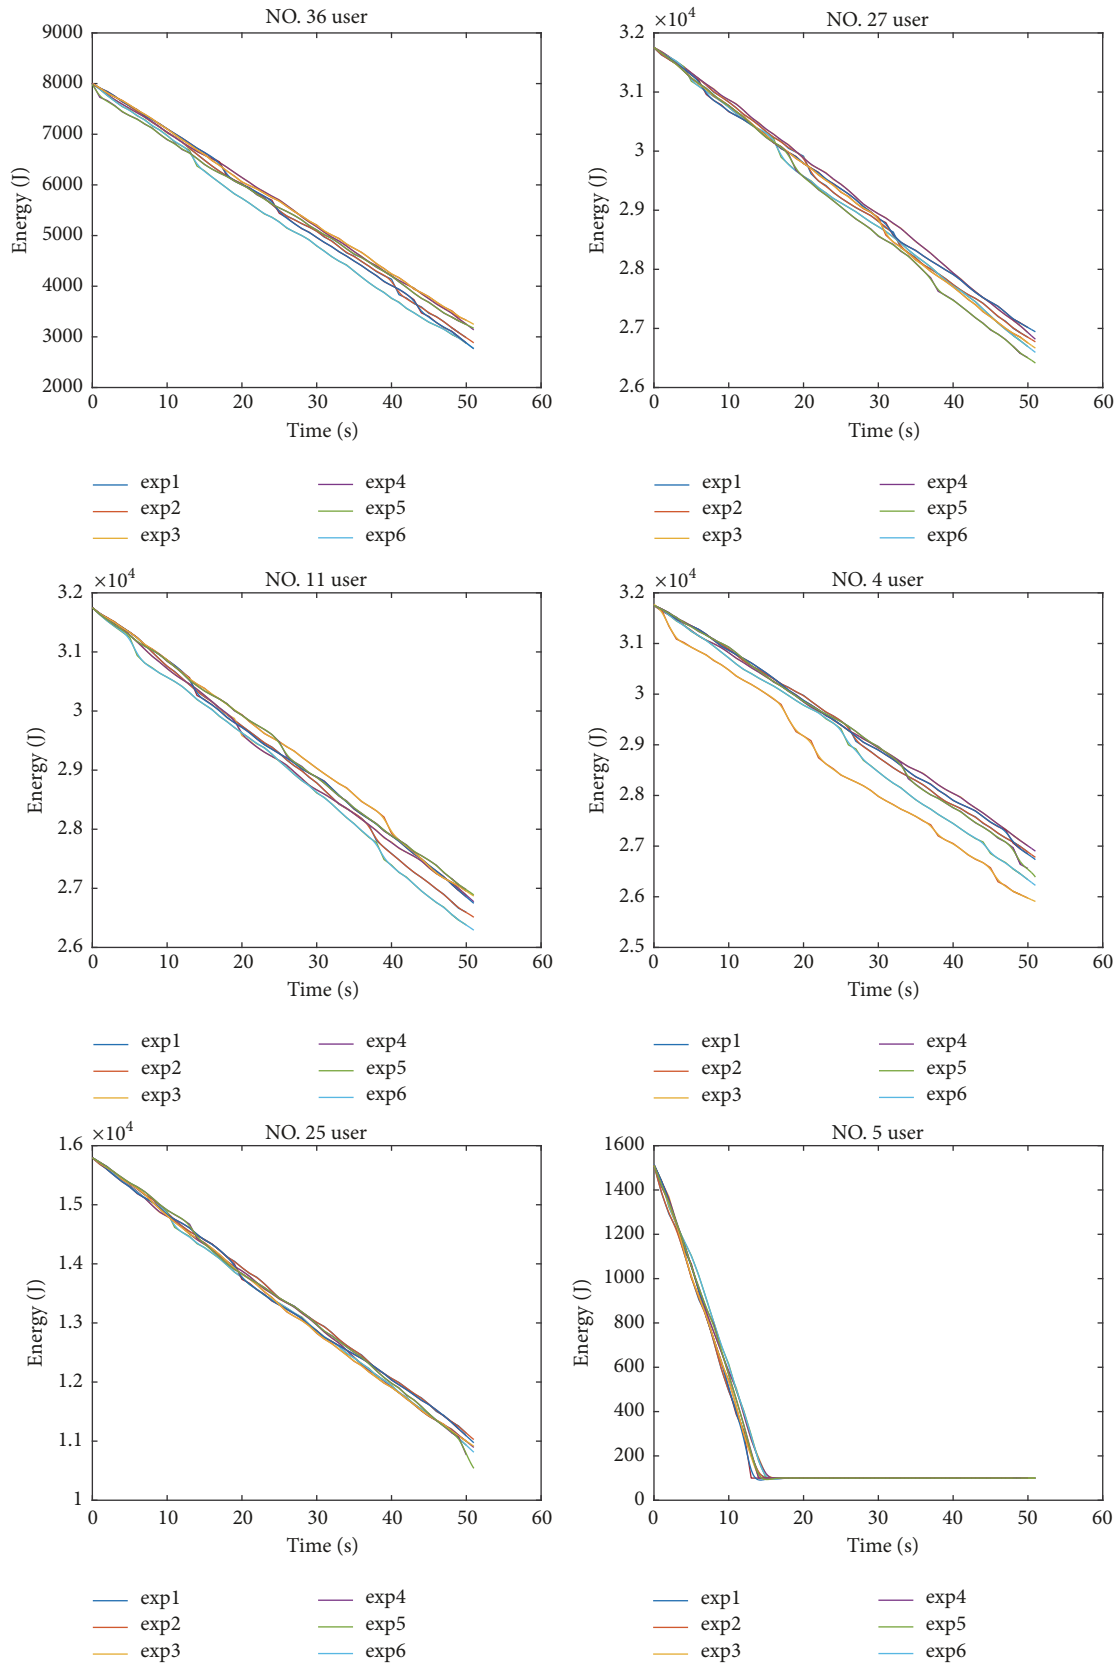 NO. 36 user
9000
8000
7000
6000
5000
4000
3000
2000
Energy (J)
0 10 20 30 40 50 60
Time (s)
exp1 exp4
exp2 exp5
exp3 exp6
×10⁴ NO. 27 user
3.2
3.1
3
2.9
2.8
2.7
2.6
Energy (J)
0 10 20 30 40 50 60
Time (s)
exp1 exp4
exp2 exp5
exp3 exp6
×10⁴ NO. 11 user
3.2
3.1
3
2.9
2.8
2.7
2.6
Energy (J)
0 10 20 30 40 50 60
Time (s)
exp1 exp4
exp2 exp5
exp3 exp6
×10⁴ NO. 4 user
3.2
3.1
3
2.9
2.8
2.7
2.6
2.5
Energy (J)
0 10 20 30 40 50 60
Time (s)
exp1 exp4
exp2 exp5
exp3 exp6
×10⁴ NO. 25 user
1.6
1.5
1.4
1.3
1.2
1.1
1
Energy (J)
0 10 20 30 40 50 60
Time (s)
exp1 exp4
exp2 exp5
exp3 exp6
NO. 5 user
1600
1400
1200
1000
800
600
400
200
0
Energy (J)
0 10 20 30 40 50 60
Time (s)
exp1 exp4
exp2 exp5
exp3 exp6